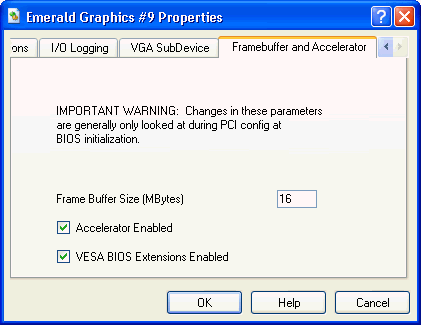 Emerald Graphics #9 Properties
ons I/O Logging VGA SubDevice Framebuffer and Accelerator
IMPORTANT WARNING: Changes in these parameters
are generally only looked at during PCI config at
BIOS initialization.
Frame Buffer Size (MBytes) 16
Accelerator Enabled
VESA BIOS Extensions Enabled
OK Help Cancel